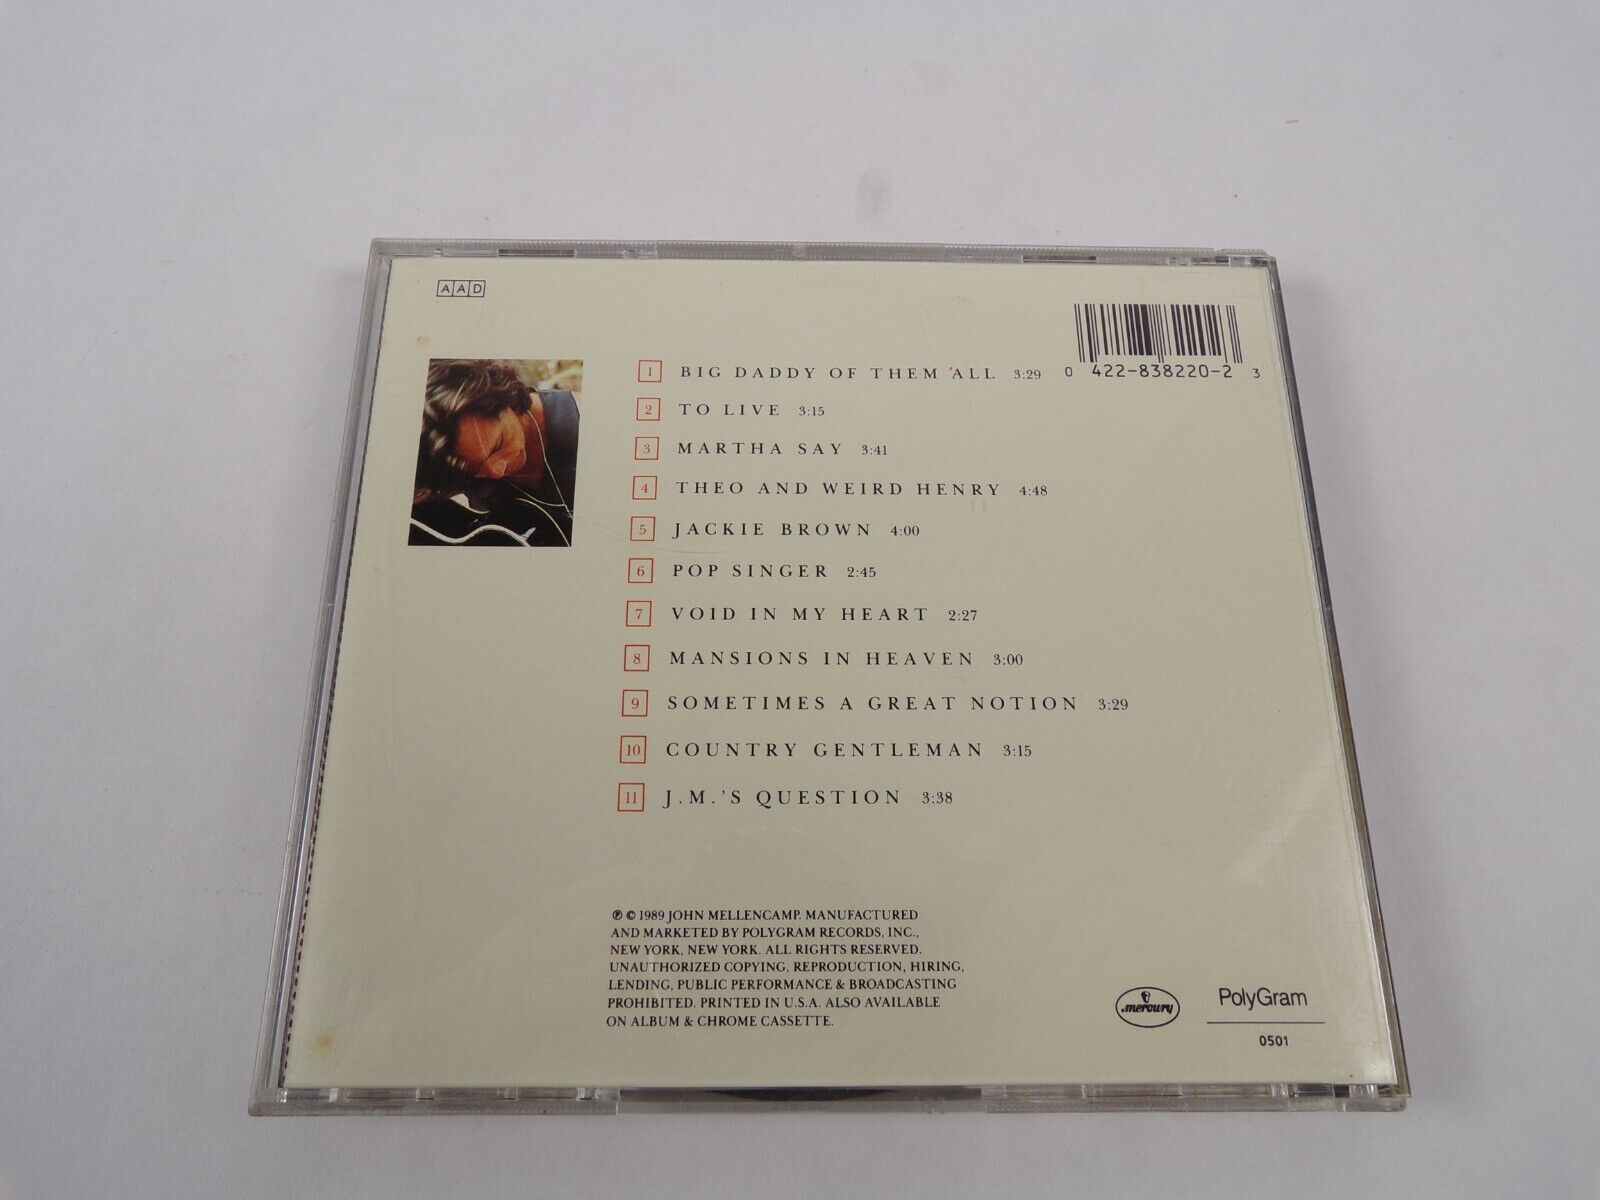 AAD
1 BIG DADDY OF THEM ALL 3:29
0 422-838220-2 3
2 TO LIVE 3:15
3 MARTHA SAY 3:41
4 THEO AND WEIRD HENRY 4:48
5 JACKIE BROWN 4:00
6 POP SINGER 2:45
7 VOID IN MY HEART 2:27
8 MANSIONS IN HEAVEN 3:00
9 SOMETIMES A GREAT NOTION 3:29
10 COUNTRY GENTLEMAN 3:15
11 J.M.'S QUESTION 3:38
℗ © 1989 JOHN MELLENCAMP. MANUFACTURED
AND MARKETED BY POLYGRAM RECORDS, INC.,
NEW YORK, NEW YORK. ALL RIGHTS RESERVED.
UNAUTHORIZED COPYING, REPRODUCTION, HIRING,
LENDING, PUBLIC PERFORMANCE & BROADCASTING
PROHIBITED. PRINTED IN U.S.A. ALSO AVAILABLE
ON ALBUM & CHROME CASSETTE.
mercury
PolyGram
0501